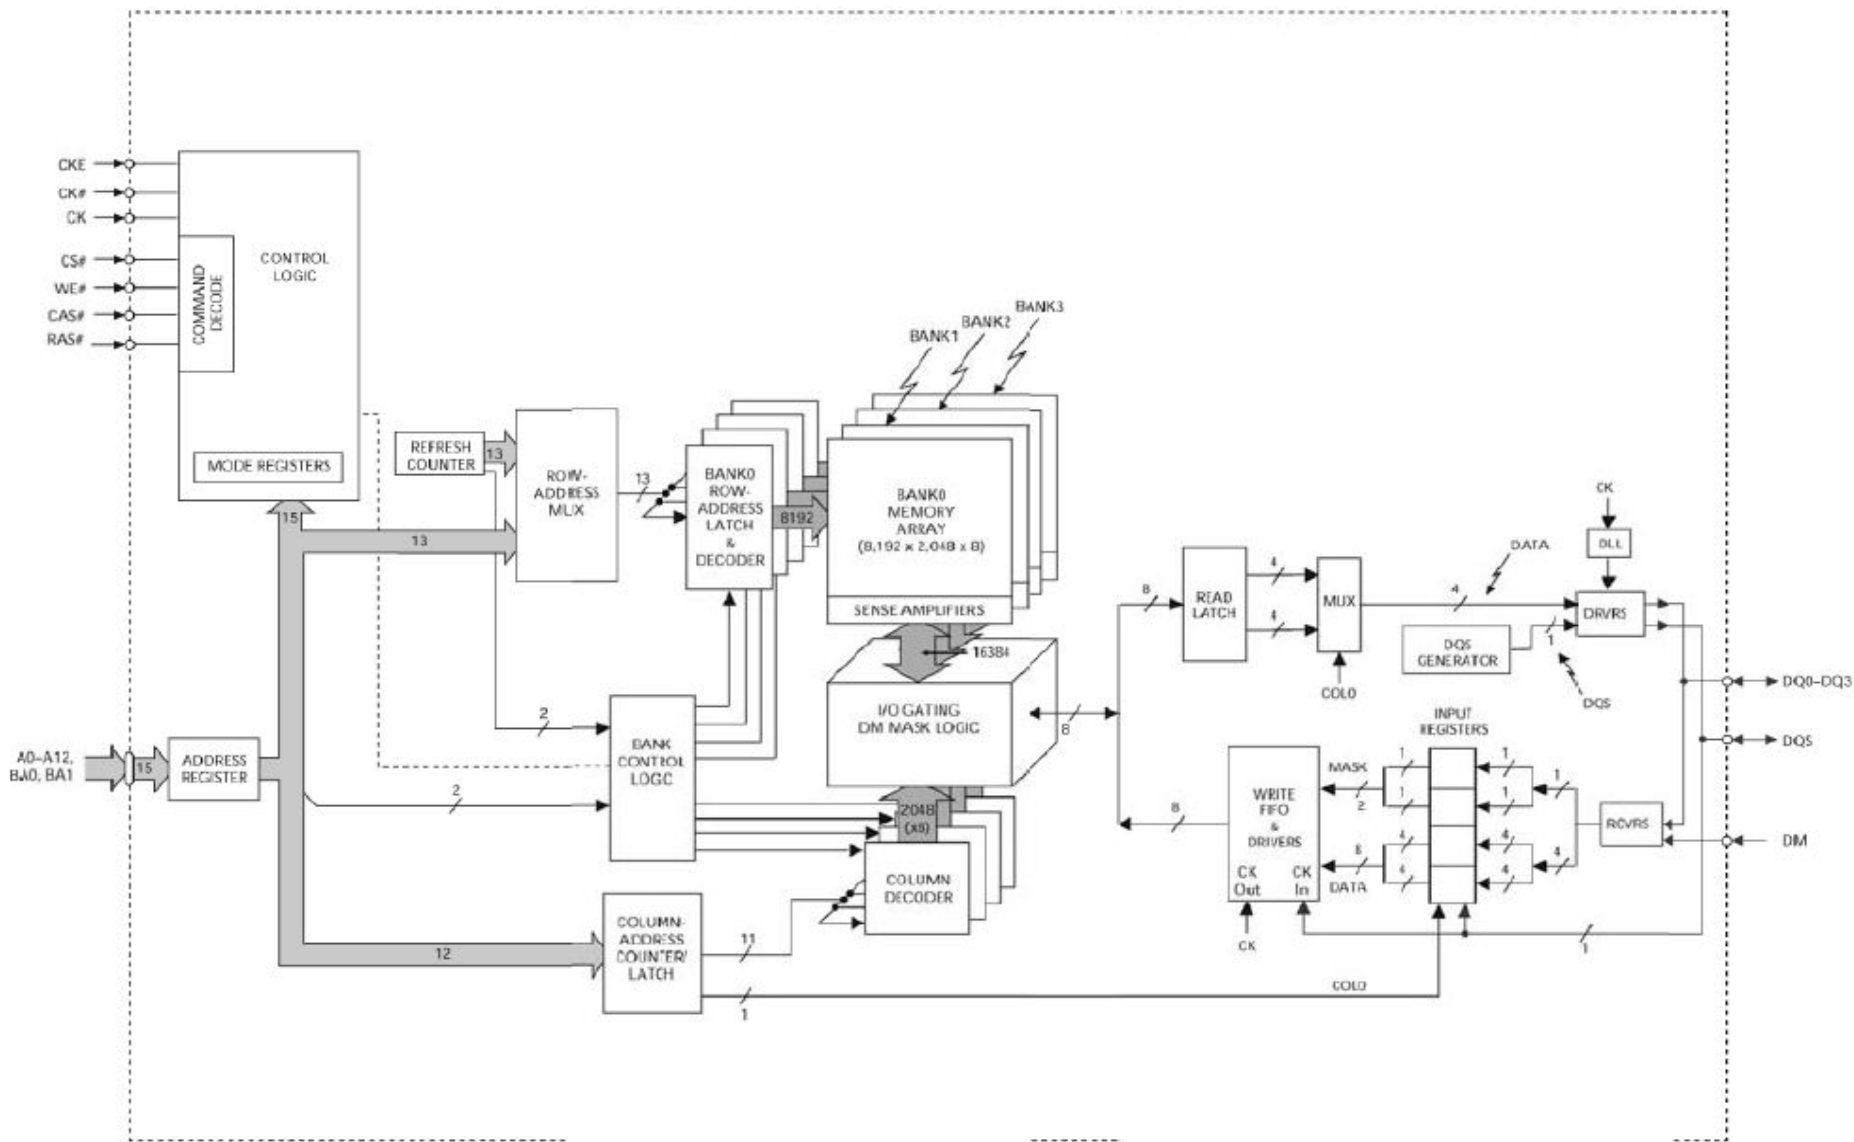 CKE
CK#
CK
CS#
WE#
CAS#
RAS#
COMMAND
DECODE
CONTROL
LOGIC
MODE REGISTERS
15
REFRESH
COUNTER
13
13
ROW-
ADDRESS
MUX
13
BANK0
ROW-
ADDRESS
LATCH
&
DECODER
8192
BANK1
BANK2
BANK3
BANK0
MEMORY
ARRAY
(8,192 x 2,048 x 8)
SENSE AMPLIFIERS
16384
I/O GATING
DM MASK LOGIC
8
2
BANK
CONTROL
LOGIC
2
A0-A12,
BA0, BA1
15
ADDRESS
REGISTER
2048
(x8)
COLUMN
DECODER
12
COLUMN-
ADDRESS
COUNTER/
LATCH
11
1
COL0
8
READ
LATCH
4
4
MUX
COL0
4
DATA
CK
DLL
DRVRS
DQS
GENERATOR
1
DQS
DQ0-DQ3
DQS
DM
INPUT
REGISTERS
8
WRITE
FIFO
&
DRIVERS
CK
Out
CK
In
CK
MASK
2
8
DATA
1
1
4
4
1
1
4
4
1
4
RCVRS
1